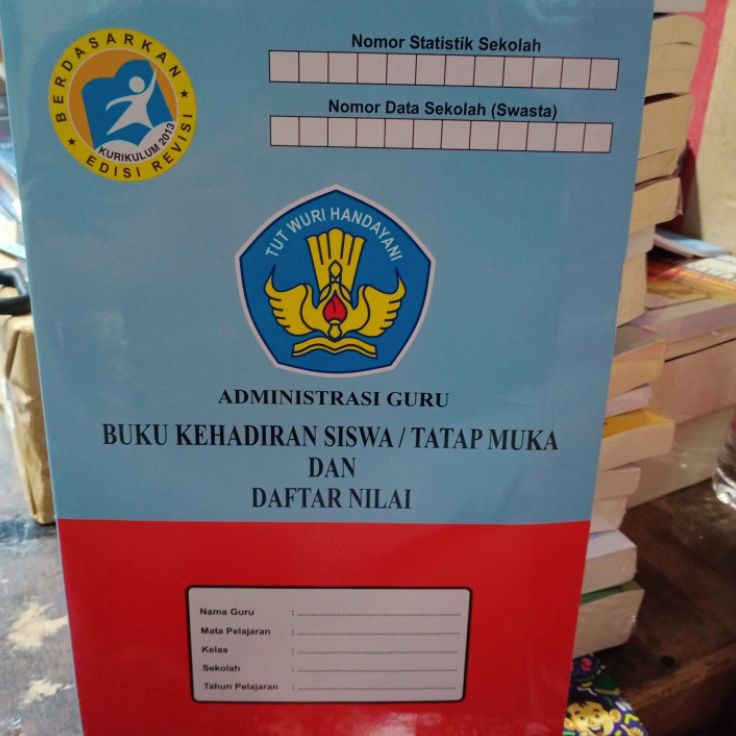 BERDASARKAN
KURIKULUM 2013
EDISI REVISI
Nomor Statistik Sekolah
Nomor Data Sekolah (Swasta)
TUT WURI HANDAYANI
ADMINISTRASI GURU
BUKU KEHADIRAN SISWA / TATAP MUKA
DAN
DAFTAR NILAI
Nama Guru :
Mata Pelajaran :
Kelas :
Sekolah :
Tahun Pelajaran :